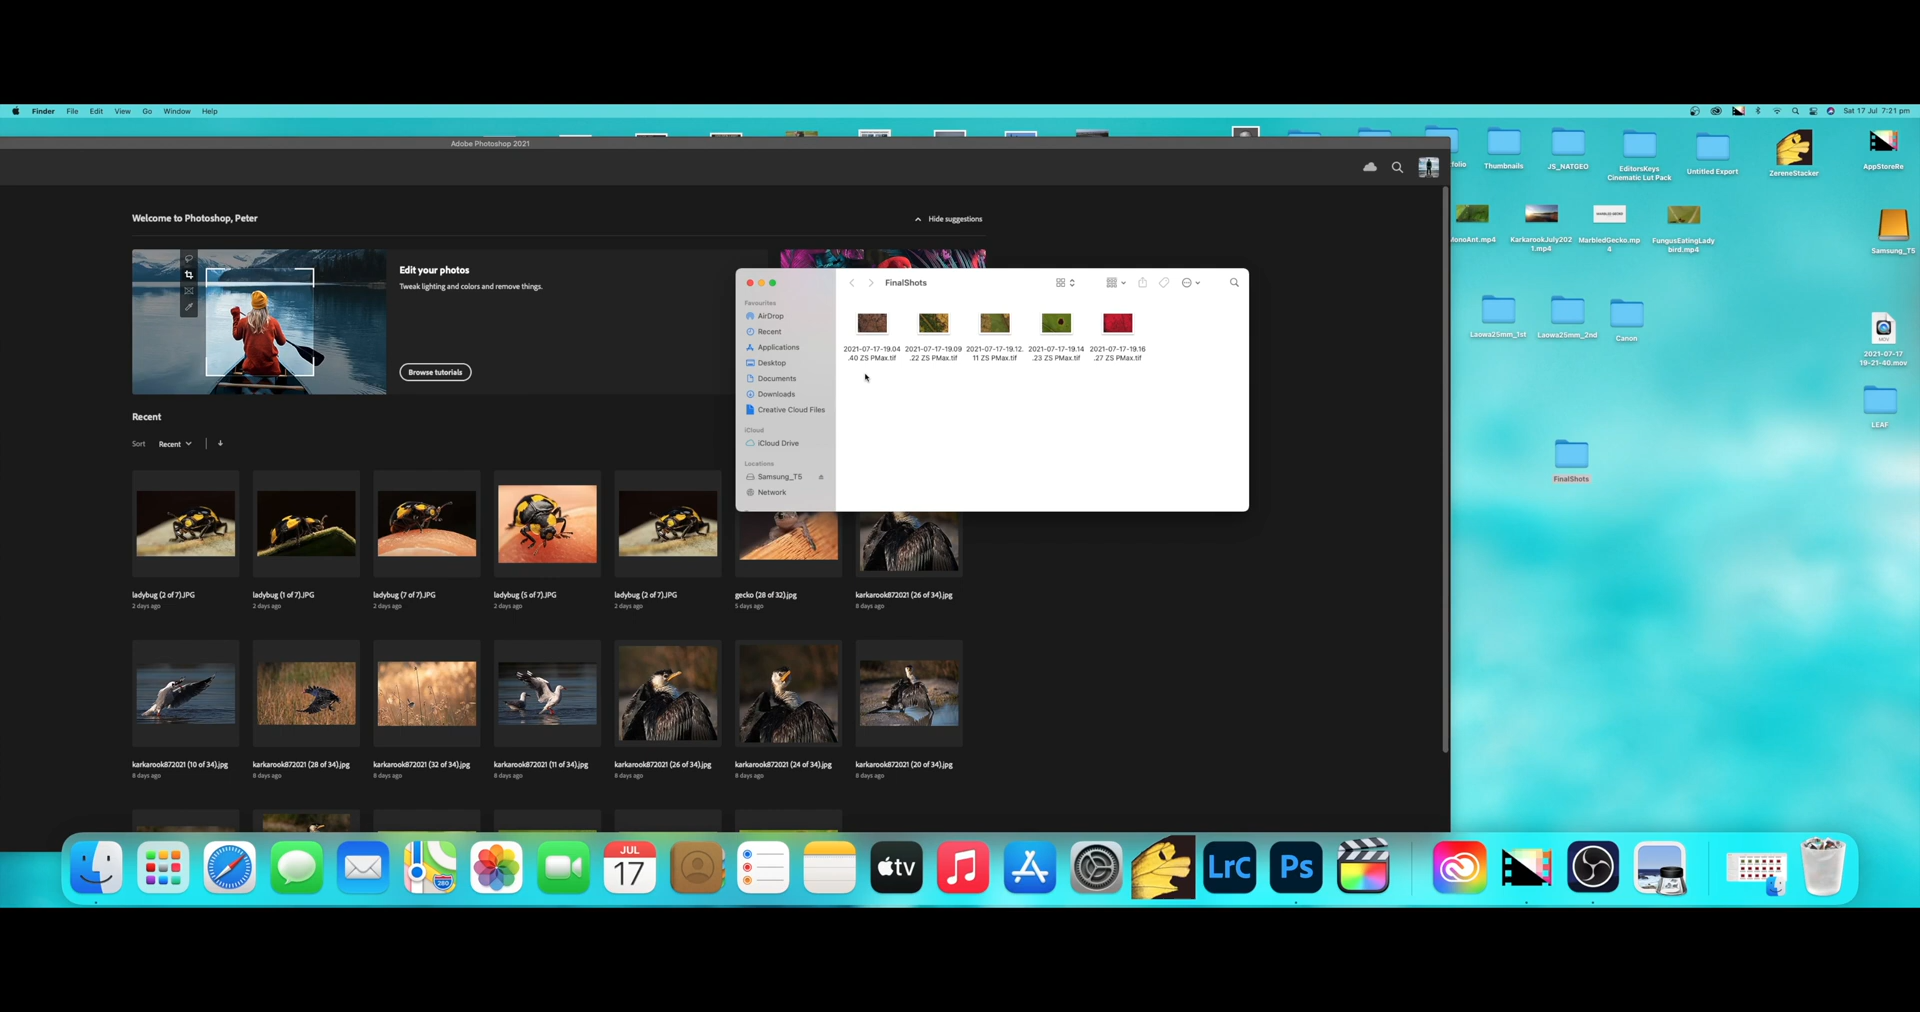 Finder File Edit View Go Window Help
Sat 17 Jul 7:21 pm
Adobe Photoshop 2021
Welcome to Photoshop, Peter
Hide suggestions
Edit your photos
Tweak lighting and colors and remove things.
Browse tutorials
Recent
Sort Recent
ladybug (2 of 7).JPG
2 days ago
ladybug (1 of 7).JPG
2 days ago
ladybug (7 of 7).JPG
2 days ago
ladybug (5 of 7).JPG
2 days ago
ladybug (2 of 7).JPG
2 days ago
gecko (28 of 32).jpg
5 days ago
karkarook872021 (26 of 34).jpg
8 days ago
karkarook872021 (10 of 34).jpg
8 days ago
karkarook872021 (28 of 34).jpg
8 days ago
karkarook872021 (32 of 34).jpg
8 days ago
karkarook872021 (11 of 34).jpg
8 days ago
karkarook872021 (26 of 34).jpg
8 days ago
karkarook872021 (24 of 34).jpg
8 days ago
karkarook872021 (20 of 34).jpg
8 days ago
FinalShots
Favourites
AirDrop
Recent
Applications
Desktop
Documents
Downloads
Creative Cloud Files
iCloud
iCloud Drive
Locations
Samsung_T5
Network
2021-07-17-19.04
.40 ZS PMax.tif
2021-07-17-19.09
.22 ZS PMax.tif
2021-07-17-19.12.
11 ZS PMax.tif
2021-07-17-19.14
.23 ZS PMax.tif
2021-07-17-19.16
.27 ZS PMax.tif
folio
Thumbnails
JS_NATGEO
EditorsKeys
Cinematic Lut Pack
Untitled Export
ZereneStacker
AppStoreRe
MonoAnt.mp4
KarkarookJuly202
1.mp4
MarbledGecko.mp
4
FungusEatingLady
bird.mp4
Samsung_T5
Laowa25mm_1st
Laowa25mm_2nd
Canon
MOV
2021-07-17
19-21-40.mov
LEAF
FinalShots
280
JUL
17
tv
LrC
Ps